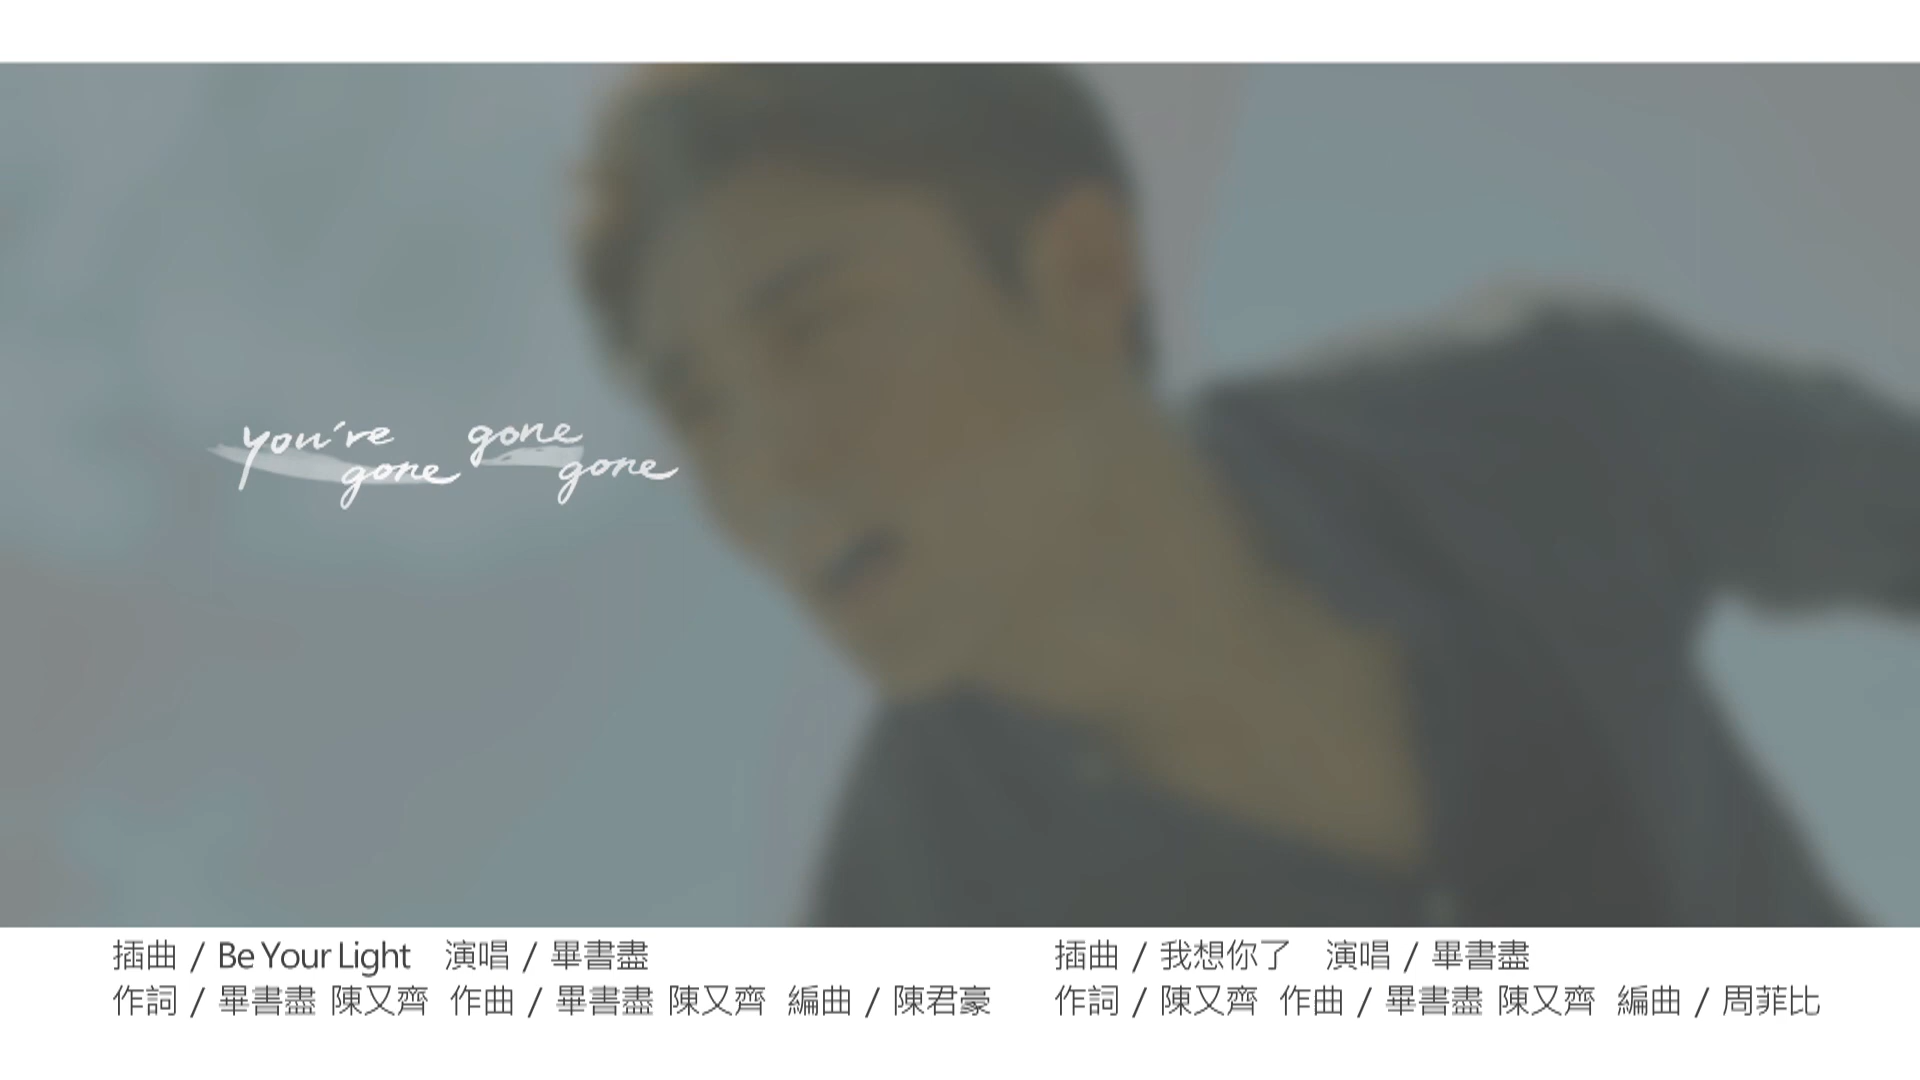 you've gone
gone gone
插曲 / Be Your Light 演唱 / 畢書盡
作詞 / 畢書盡 陳又齊 作曲 / 畢書盡 陳又齊 編曲 / 陳君豪
插曲 / 我想你了 演唱 / 畢書盡
作詞 / 陳又齊 作曲 / 畢書盡 陳又齊 編曲 / 周菲比